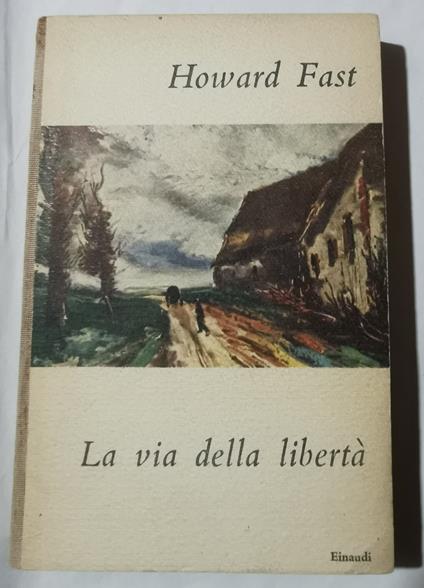 Howard Fast
La via della libertà
Einaudi